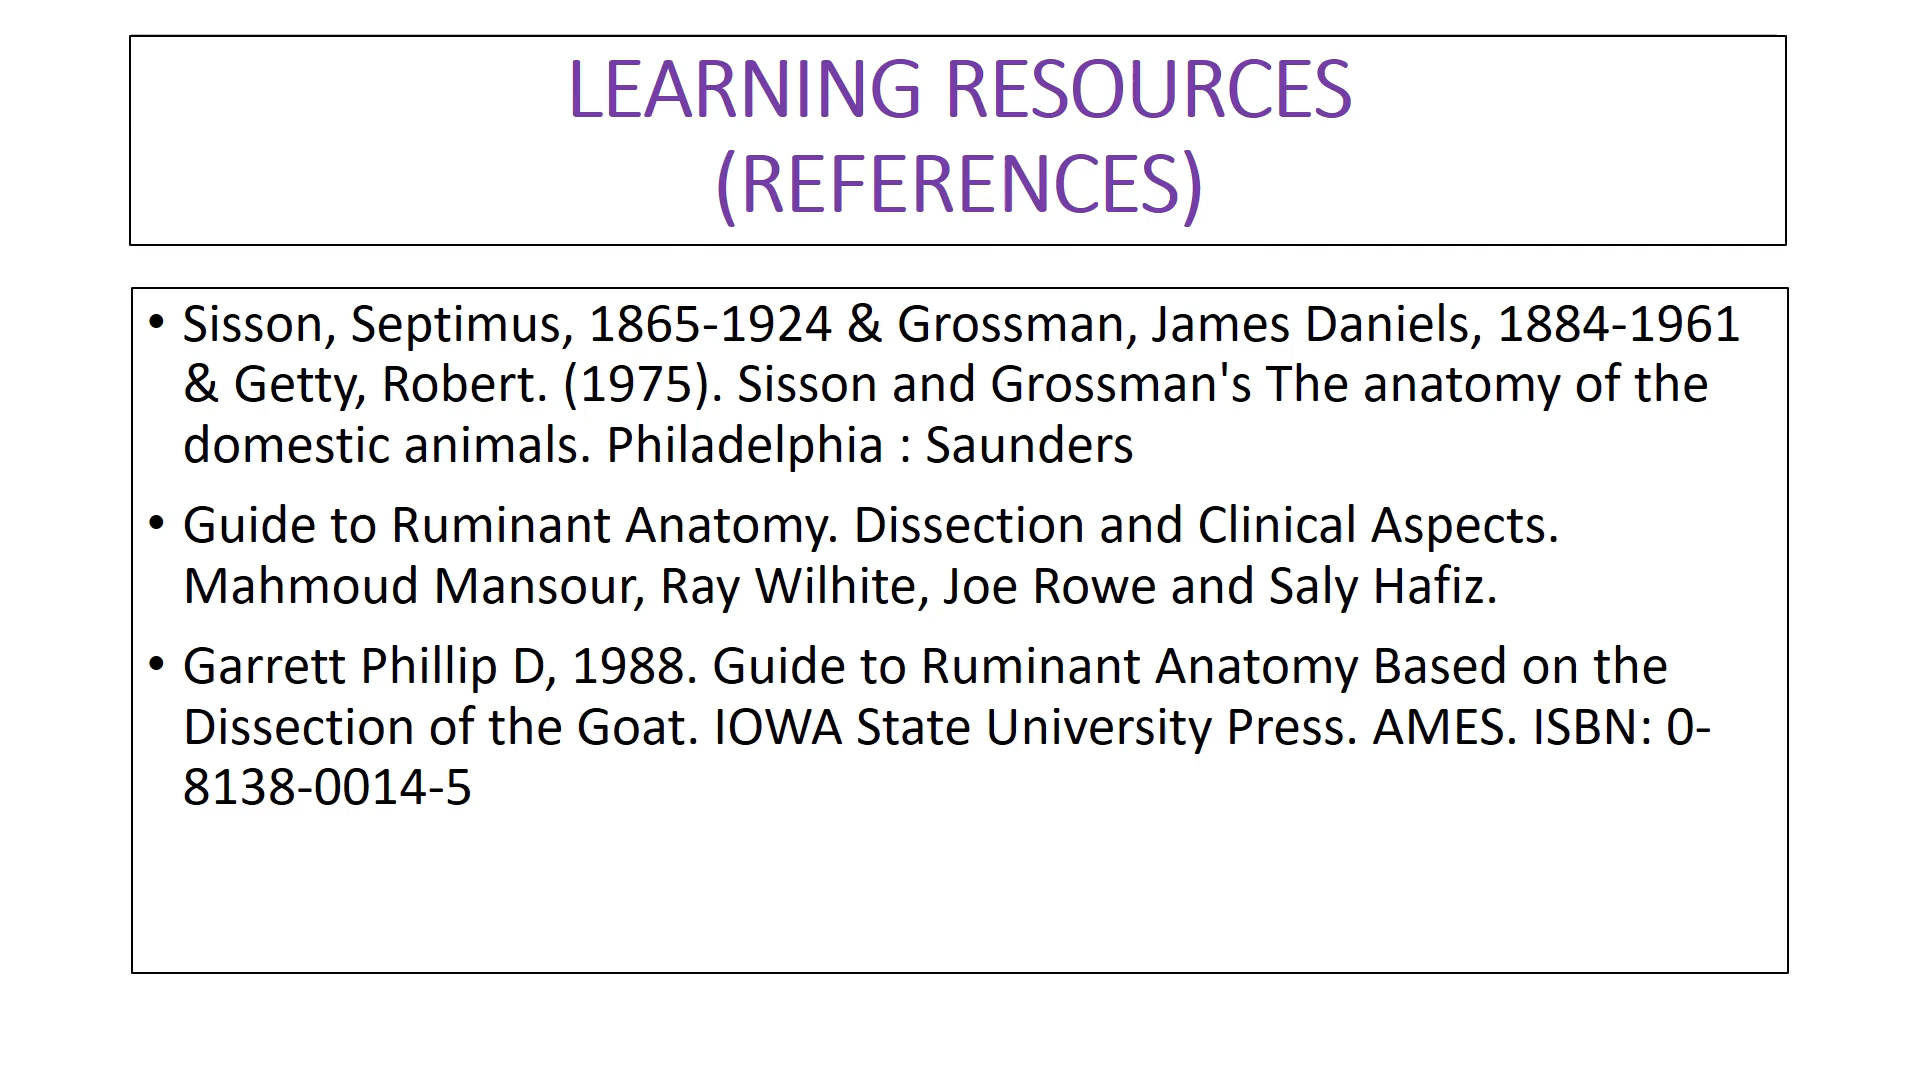 LEARNING RESOURCES
(REFERENCES)
• Sisson, Septimus, 1865-1924 & Grossman, James Daniels, 1884-1961
& Getty, Robert. (1975). Sisson and Grossman's The anatomy of the
domestic animals. Philadelphia : Saunders
• Guide to Ruminant Anatomy. Dissection and Clinical Aspects.
Mahmoud Mansour, Ray Wilhite, Joe Rowe and Saly Hafiz.
• Garrett Phillip D, 1988. Guide to Ruminant Anatomy Based on the
Dissection of the Goat. IOWA State University Press. AMES. ISBN: 0-
8138-0014-5